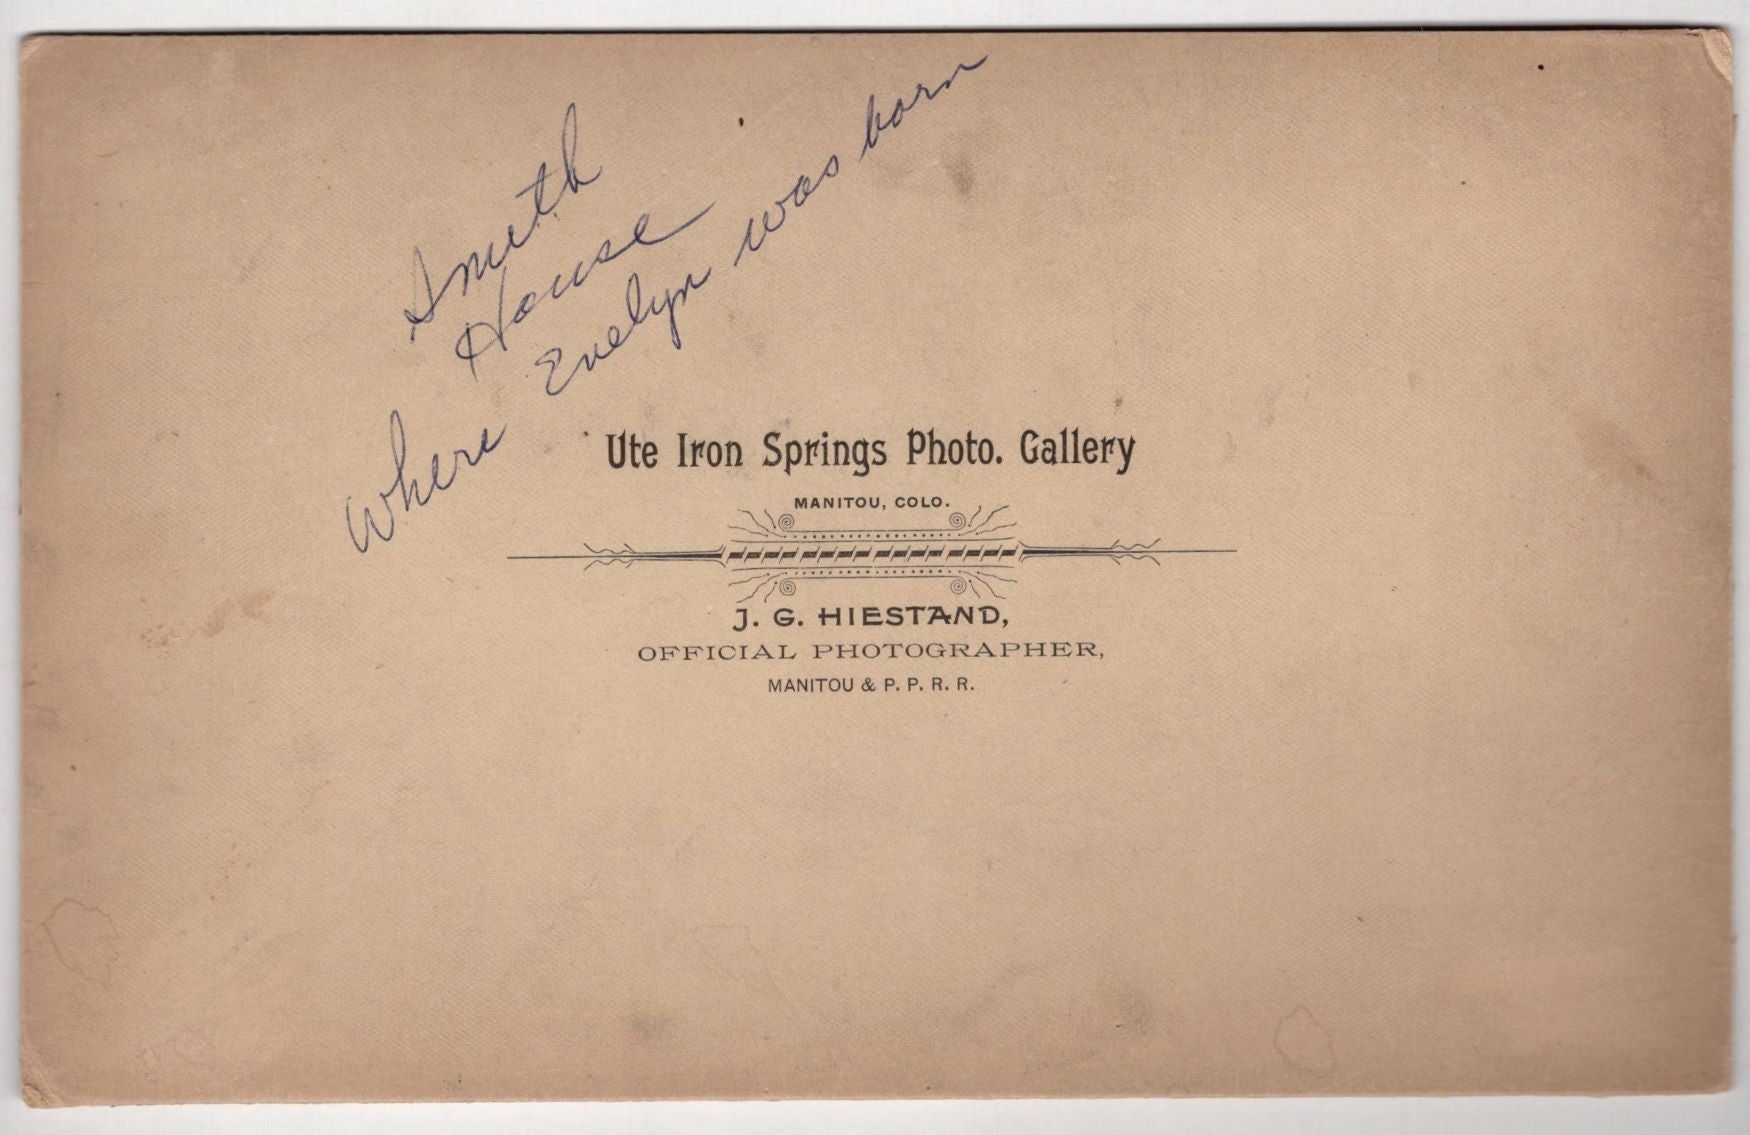 Smith
House
Where Evelyn was born
Ute Iron Springs Photo. Gallery
MANITOU, COLO.
J. G. HIESTAND,
OFFICIAL PHOTOGRAPHER,
MANITOU & P. P. R. R.